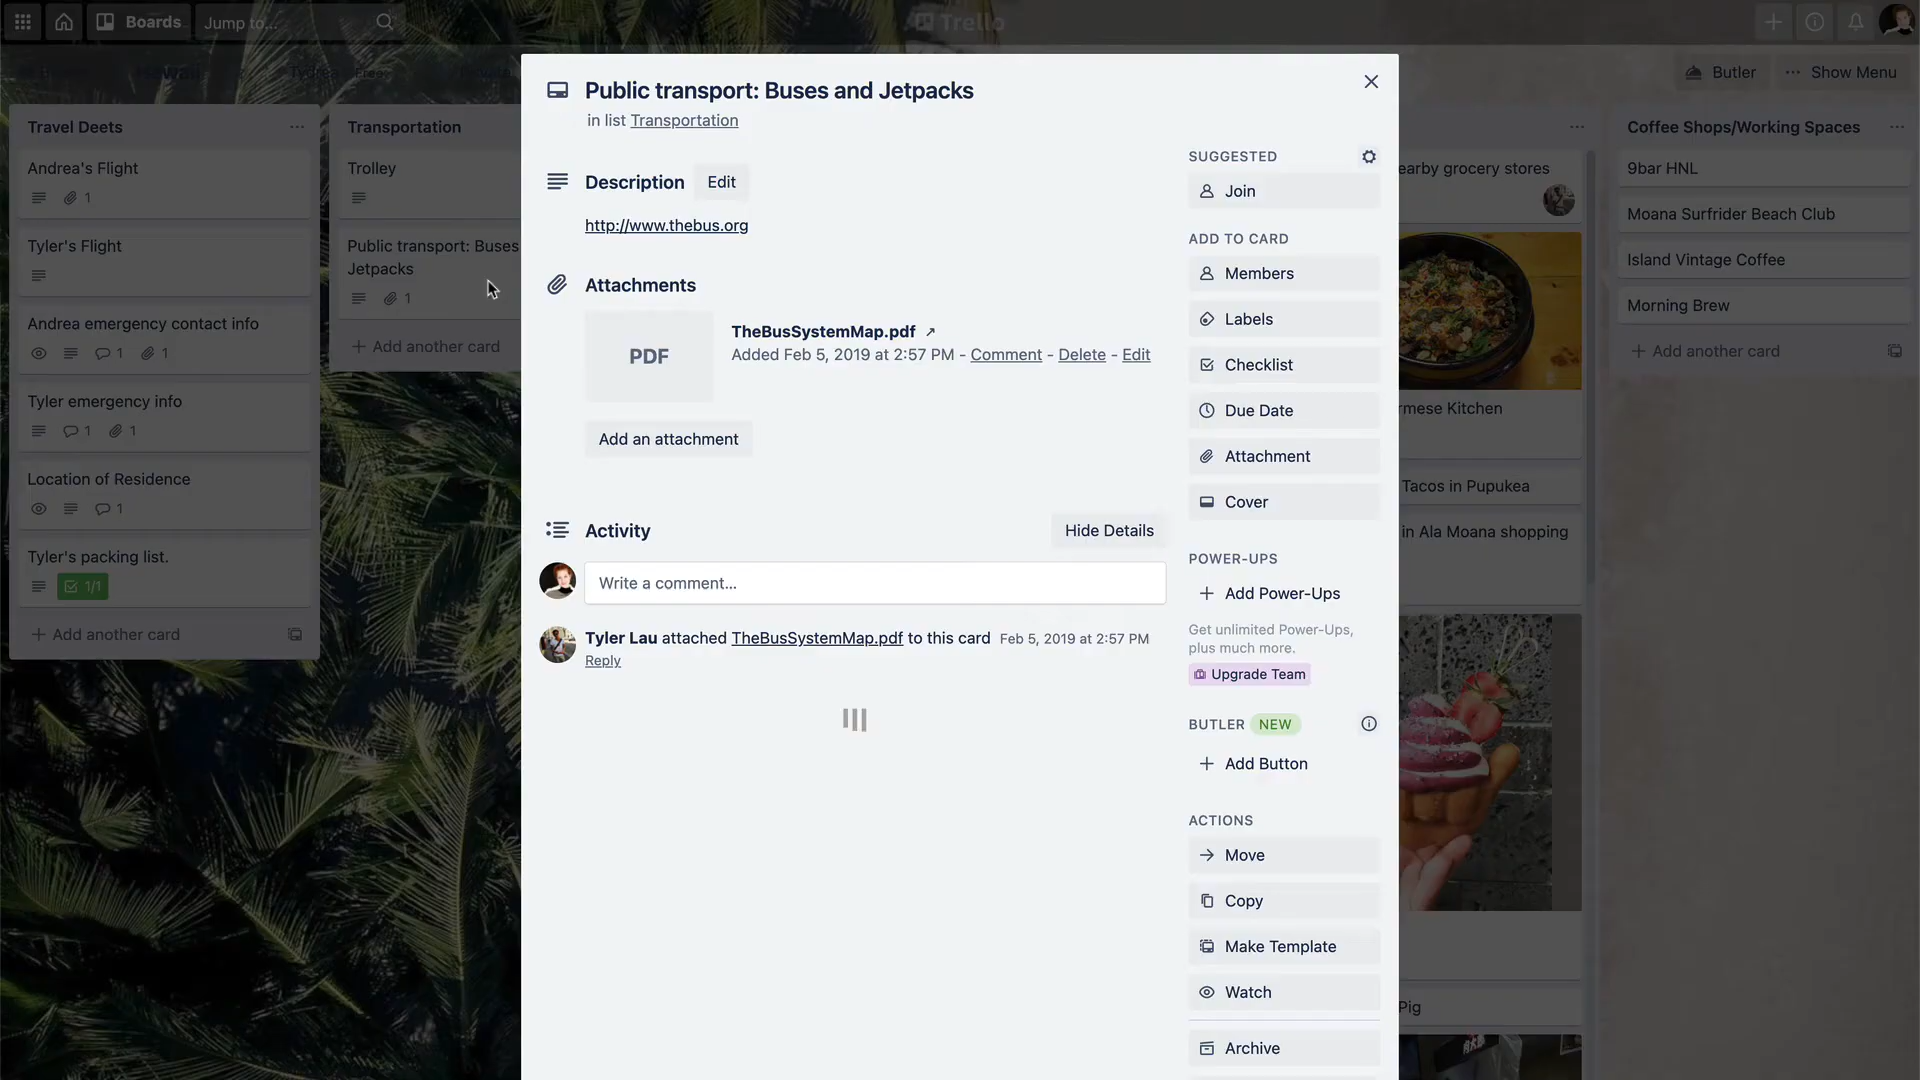 Boards
Jump to...
Trello
Butler
Show Menu
Travel Deets
Andrea's Flight
1
Tyler's Flight
Andrea emergency contact info
1
1
Tyler emergency info
1
1
Location of Residence
1
Tyler's packing list.
1/1
Add another card
Transportation
Trolley
Public transport: Buses
Jetpacks
1
Add another card
Public transport: Buses and Jetpacks
in list Transportation
Description
Edit
http://www.thebus.org
Attachments
PDF
TheBusSystemMap.pdf
Added Feb 5, 2019 at 2:57 PM - Comment - Delete - Edit
Add an attachment
Activity
Hide Details
Write a comment...
Tyler Lau attached TheBusSystemMap.pdf to this card Feb 5, 2019 at 2:57 PM
Reply
SUGGESTED
Join
ADD TO CARD
Members
Labels
Checklist
Due Date
Attachment
Cover
POWER-UPS
Add Power-Ups
Get unlimited Power-Ups,
plus much more.
Upgrade Team
BUTLER NEW
Add Button
ACTIONS
Move
Copy
Make Template
Watch
Archive
earby grocery stores
rmese Kitchen
Tacos in Pupukea
in Ala Moana shopping
Pig
Coffee Shops/Working Spaces
9bar HNL
Moana Surfrider Beach Club
Island Vintage Coffee
Morning Brew
Add another card